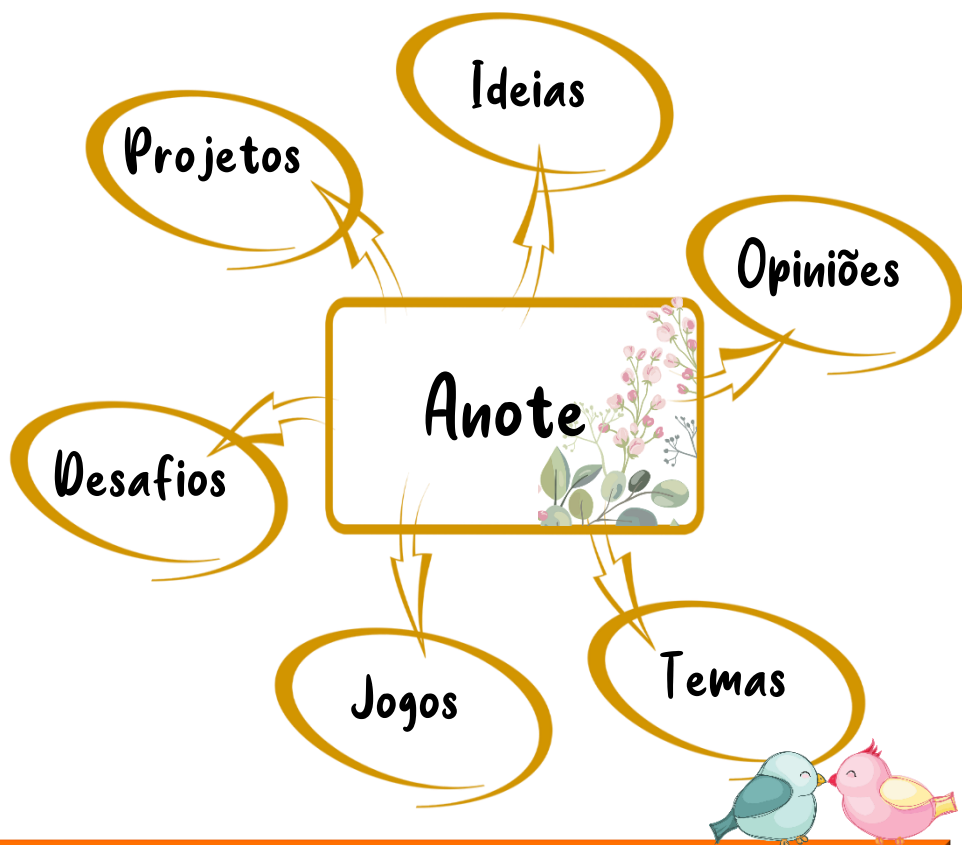 Ideias
Projetos
Opiniões
Anote
Desafios
Jogos
Temas